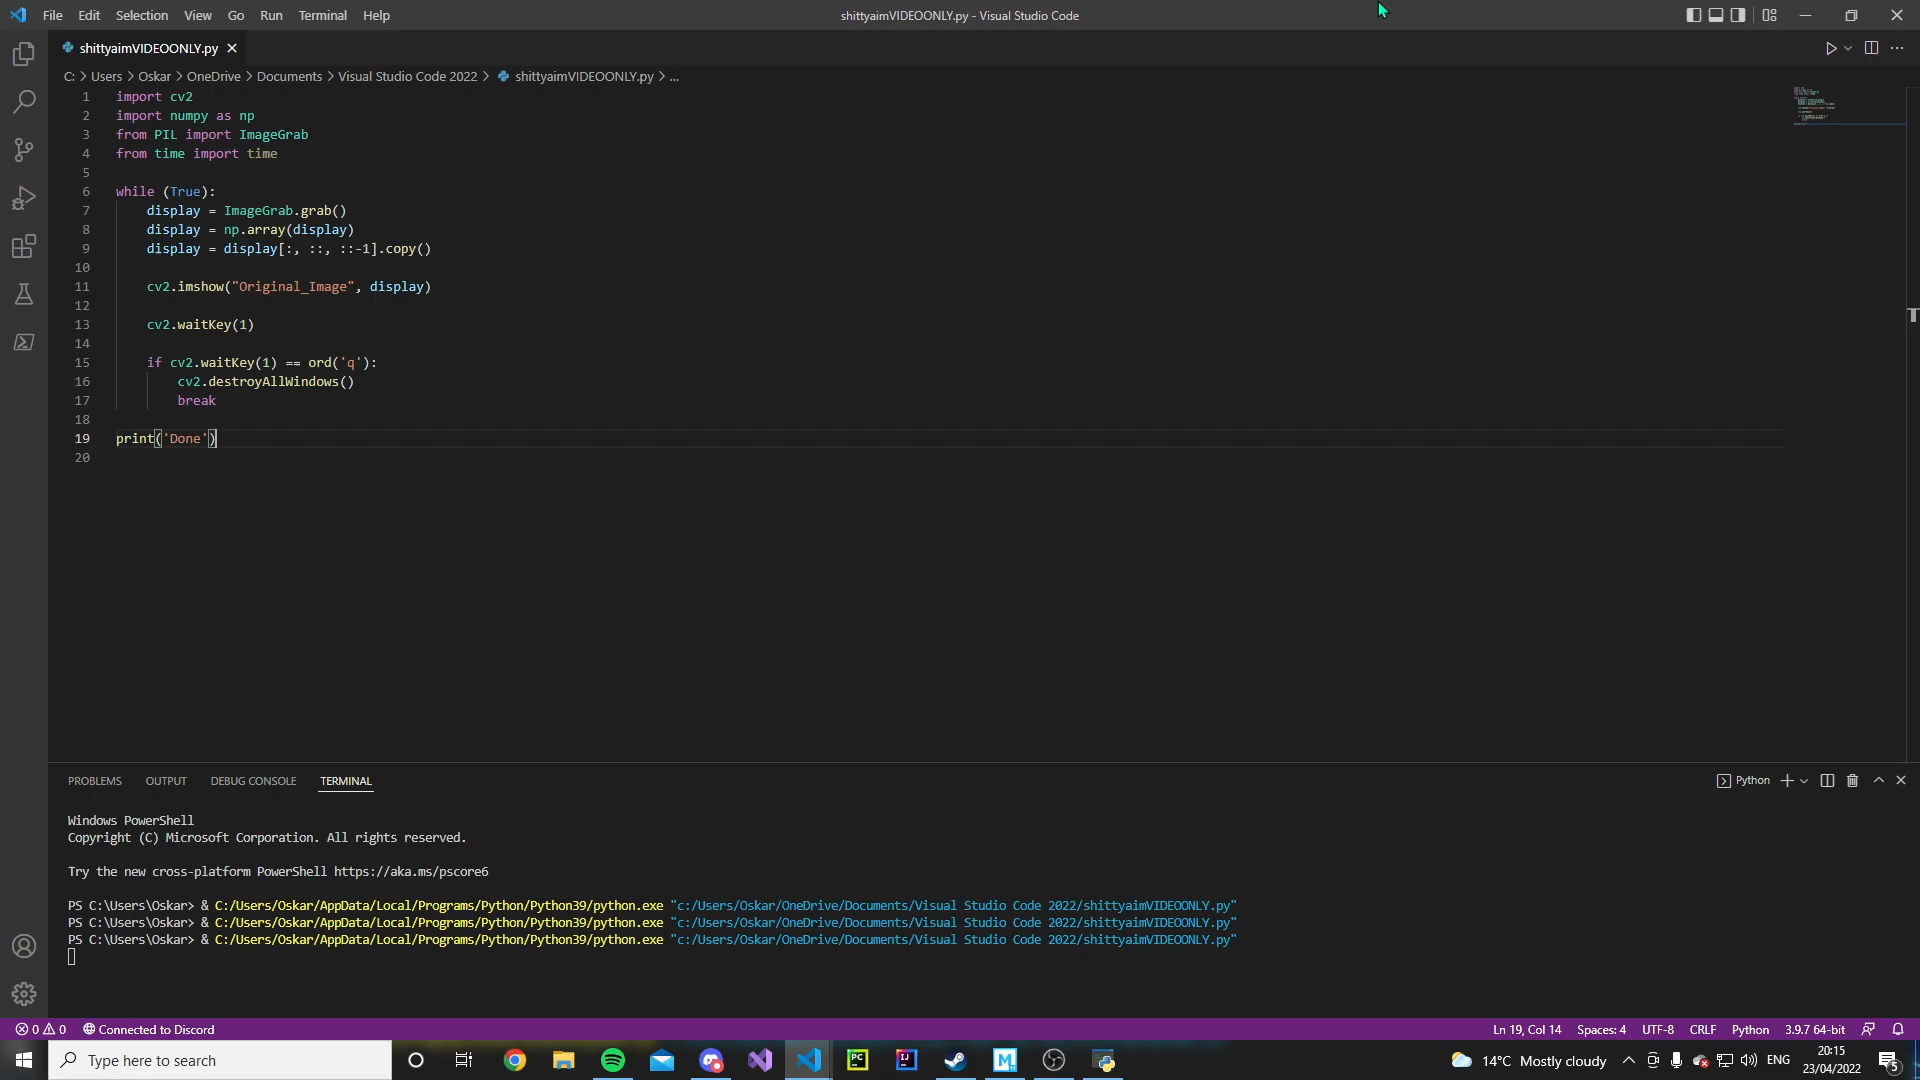 File Edit Selection View Go Run Terminal Help
shittyaimVIDEOONLY.py - Visual Studio Code
shittyaimVIDEOONLY.py
C: > Users > Oskar > OneDrive > Documents > Visual Studio Code 2022 > shittyaimVIDEOONLY.py > ...
1 import cv2
2 import numpy as np
3 from PIL import ImageGrab
4 from time import time
5
6 while (True):
7     display = ImageGrab.grab()
8     display = np.array(display)
9     display = display[:, ::, ::-1].copy()
10
11     cv2.imshow("Original_Image", display)
12
13     cv2.waitKey(1)
14
15     if cv2.waitKey(1) == ord('q'):
16         cv2.destroyAllWindows()
17         break
18
19 print('Done')
20
PROBLEMS OUTPUT DEBUG CONSOLE TERMINAL
Python
Windows PowerShell
Copyright (C) Microsoft Corporation. All rights reserved.
Try the new cross-platform PowerShell https://aka.ms/pscore6
PS C:\Users\Oskar> & C:/Users/Oskar/AppData/Local/Programs/Python/Python39/python.exe "c:/Users/Oskar/OneDrive/Documents/Visual Studio Code 2022/shittyaimVIDEOONLY.py"
PS C:\Users\Oskar> & C:/Users/Oskar/AppData/Local/Programs/Python/Python39/python.exe "c:/Users/Oskar/OneDrive/Documents/Visual Studio Code 2022/shittyaimVIDEOONLY.py"
PS C:\Users\Oskar> & C:/Users/Oskar/AppData/Local/Programs/Python/Python39/python.exe "c:/Users/Oskar/OneDrive/Documents/Visual Studio Code 2022/shittyaimVIDEOONLY.py"
0 0 Connected to Discord
Ln 19, Col 14 Spaces: 4 UTF-8 CRLF Python 3.9.7 64-bit
Type here to search
PC
IJ
M
14°C Mostly cloudy
ENG
20:15
23/04/2022
5